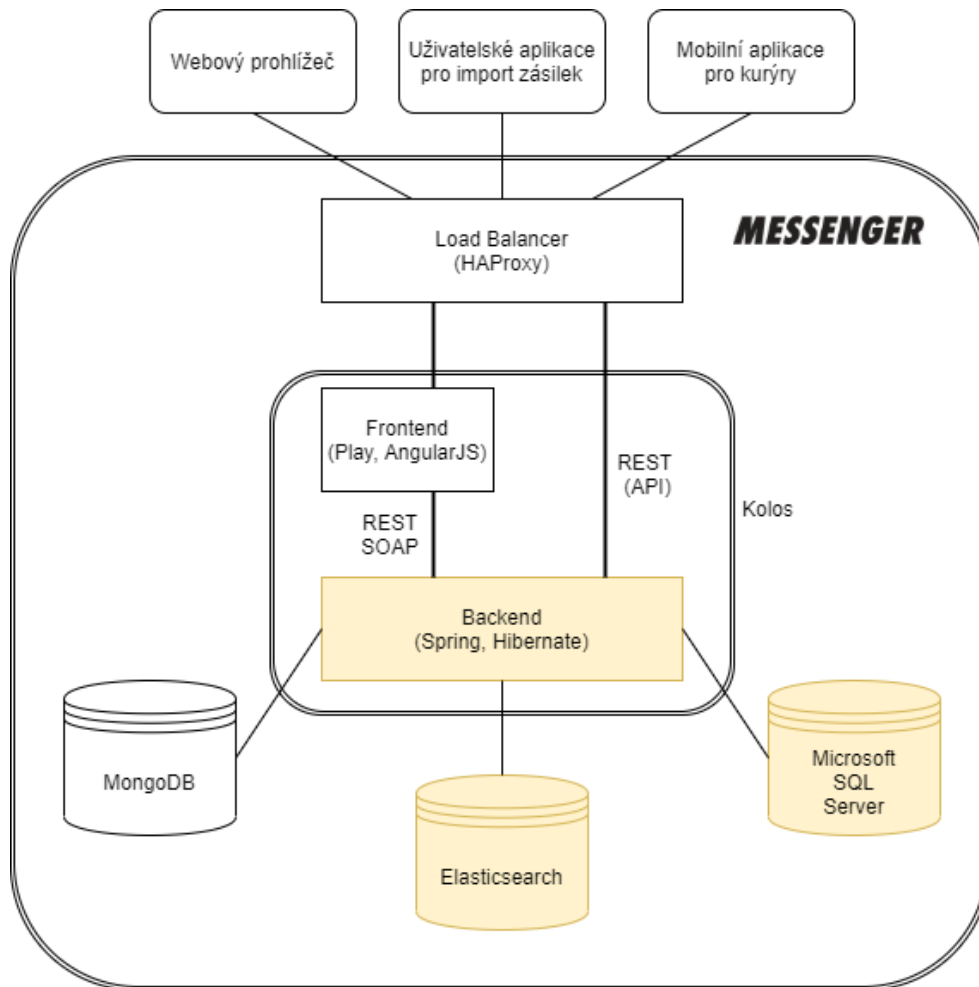 Webový prohlížeč
Uživatelské aplikace
pro import zásilek
Mobilní aplikace
pro kurýry
MESSENGER
Load Balancer
(HAProxy)
Frontend
(Play, AngularJS)
REST
(API)
Kolos
REST
SOAP
Backend
(Spring, Hibernate)
MongoDB
Microsoft
SQL
Server
Elasticsearch